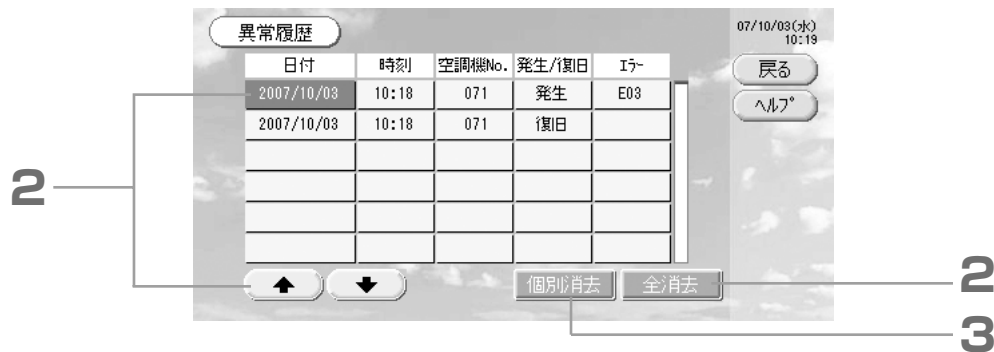 異常履歴
07/10/03(水)
10:19
戻る
ヘルプ
日付 時刻 空調機No. 発生/復旧 エラー
2007/10/03 10:18 071 発生 E03
2007/10/03 10:18 071 復旧
2
個別消去 全消去
2
3